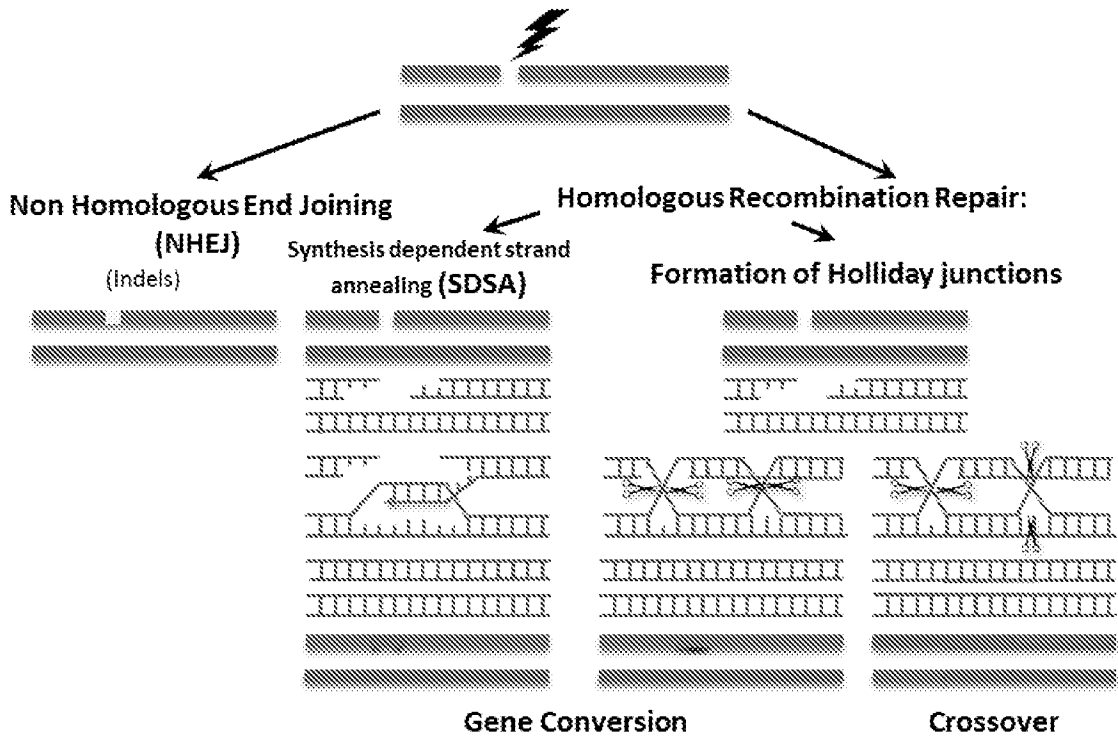 Non Homologous End Joining
(NHEJ)
(Indels)
Homologous Recombination Repair:
Synthesis dependent strand
annealing (SDSA)
Formation of Holliday junctions
Gene Conversion
Crossover